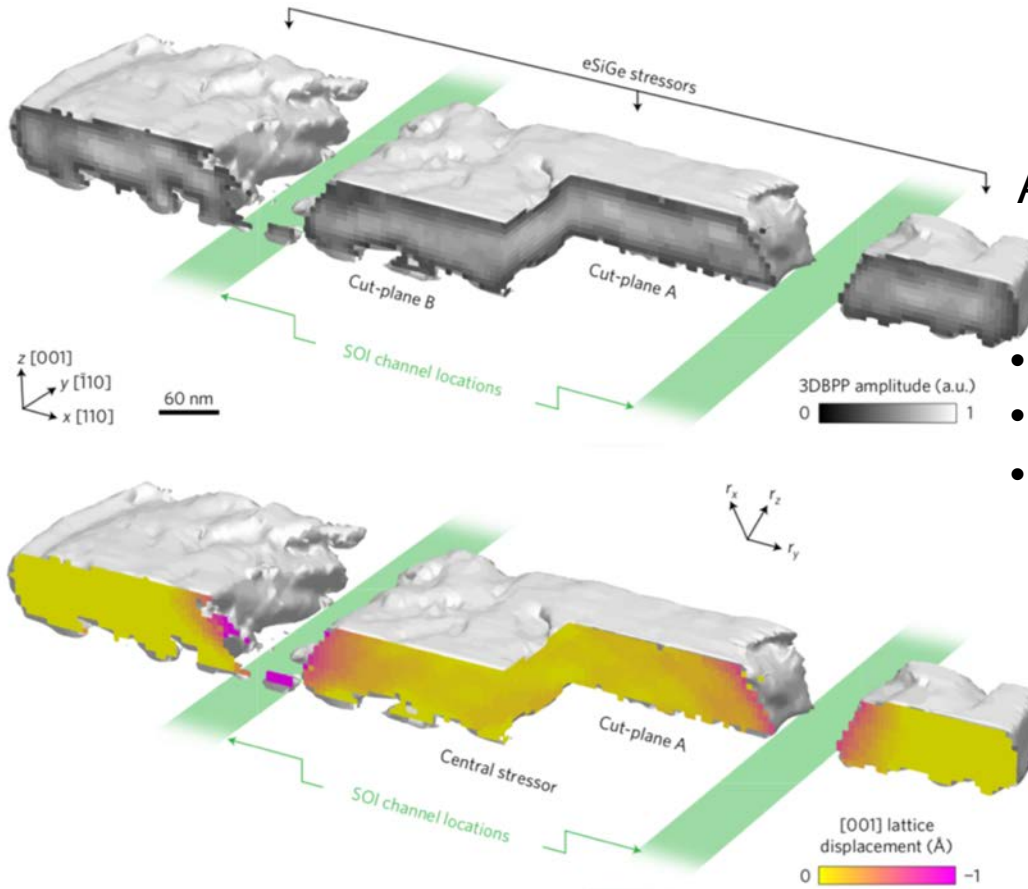 eSiGe stressors
A
Cut-plane B
Cut-plane A
SOI channel locations
z [001]
y [1̄10]
x [110]
60 nm
3DBPP amplitude (a.u.)
0 1
•
•
•
r_x
r_z
r_y
Cut-plane A
Central stressor
SOI channel locations
[001] lattice
displacement (Å)
0 −1